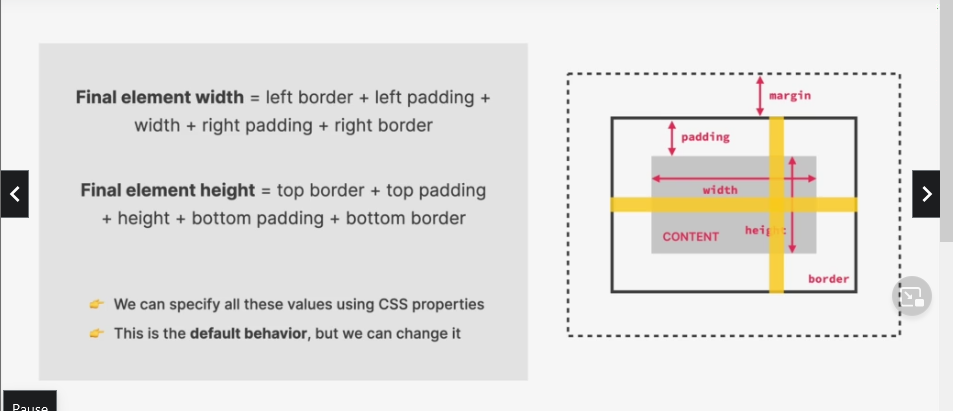 Final element width = left border + left padding +
width + right padding + right border
Final element height = top border + top padding
+ height + bottom padding + bottom border
👉 We can specify all these values using CSS properties
👉 This is the default behavior, but we can change it
margin
padding
width
height
CONTENT
border
Pause